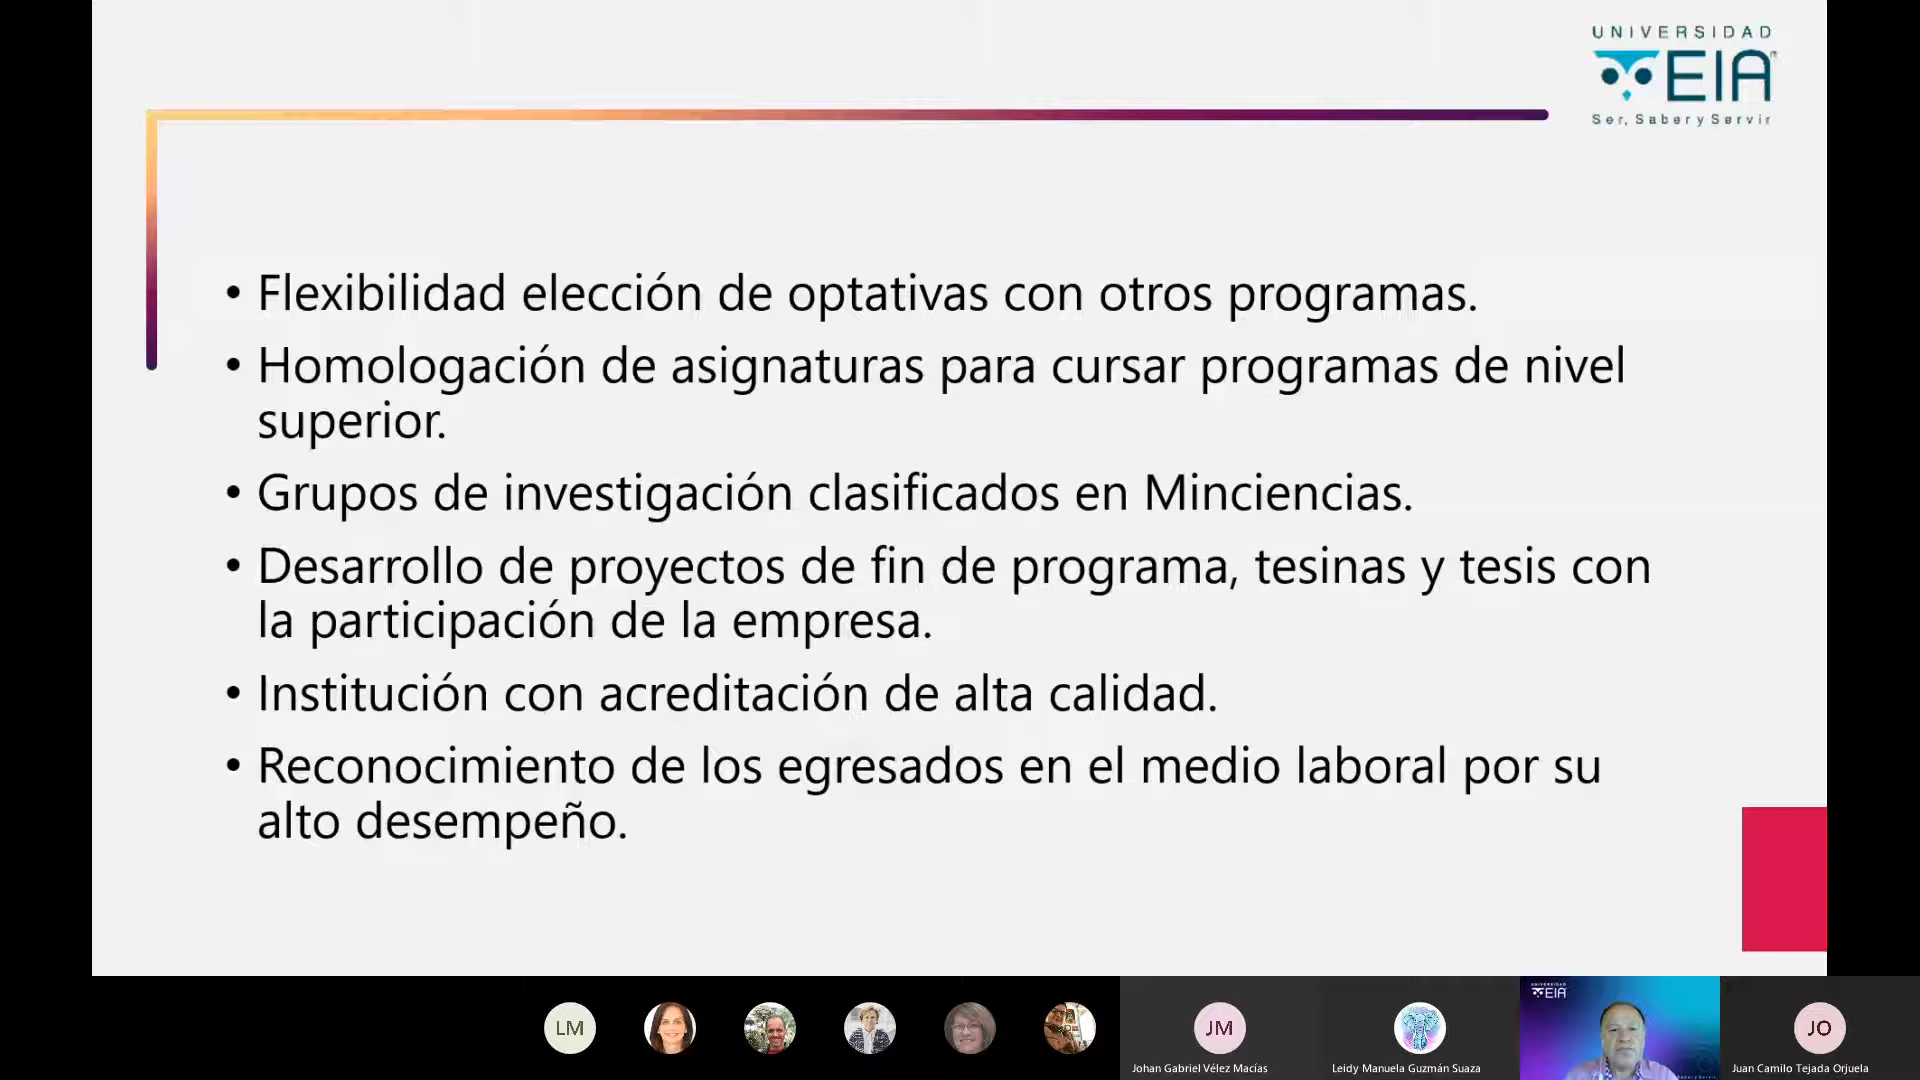 UNIVERSIDAD
EIA
Ser, Saber y Servir
• Flexibilidad elección de optativas con otros programas.
• Homologación de asignaturas para cursar programas de nivel
superior.
• Grupos de investigación clasificados en Minciencias.
• Desarrollo de proyectos de fin de programa, tesinas y tesis con
la participación de la empresa.
• Institución con acreditación de alta calidad.
• Reconocimiento de los egresados en el medio laboral por su
alto desempeño.
LM
JM
Johan Gabriel Vélez Macías
Leidy Manuela Guzmán Suaza
UNIVERSIDAD
EIA
JO
Juan Camilo Tejada Orjuela